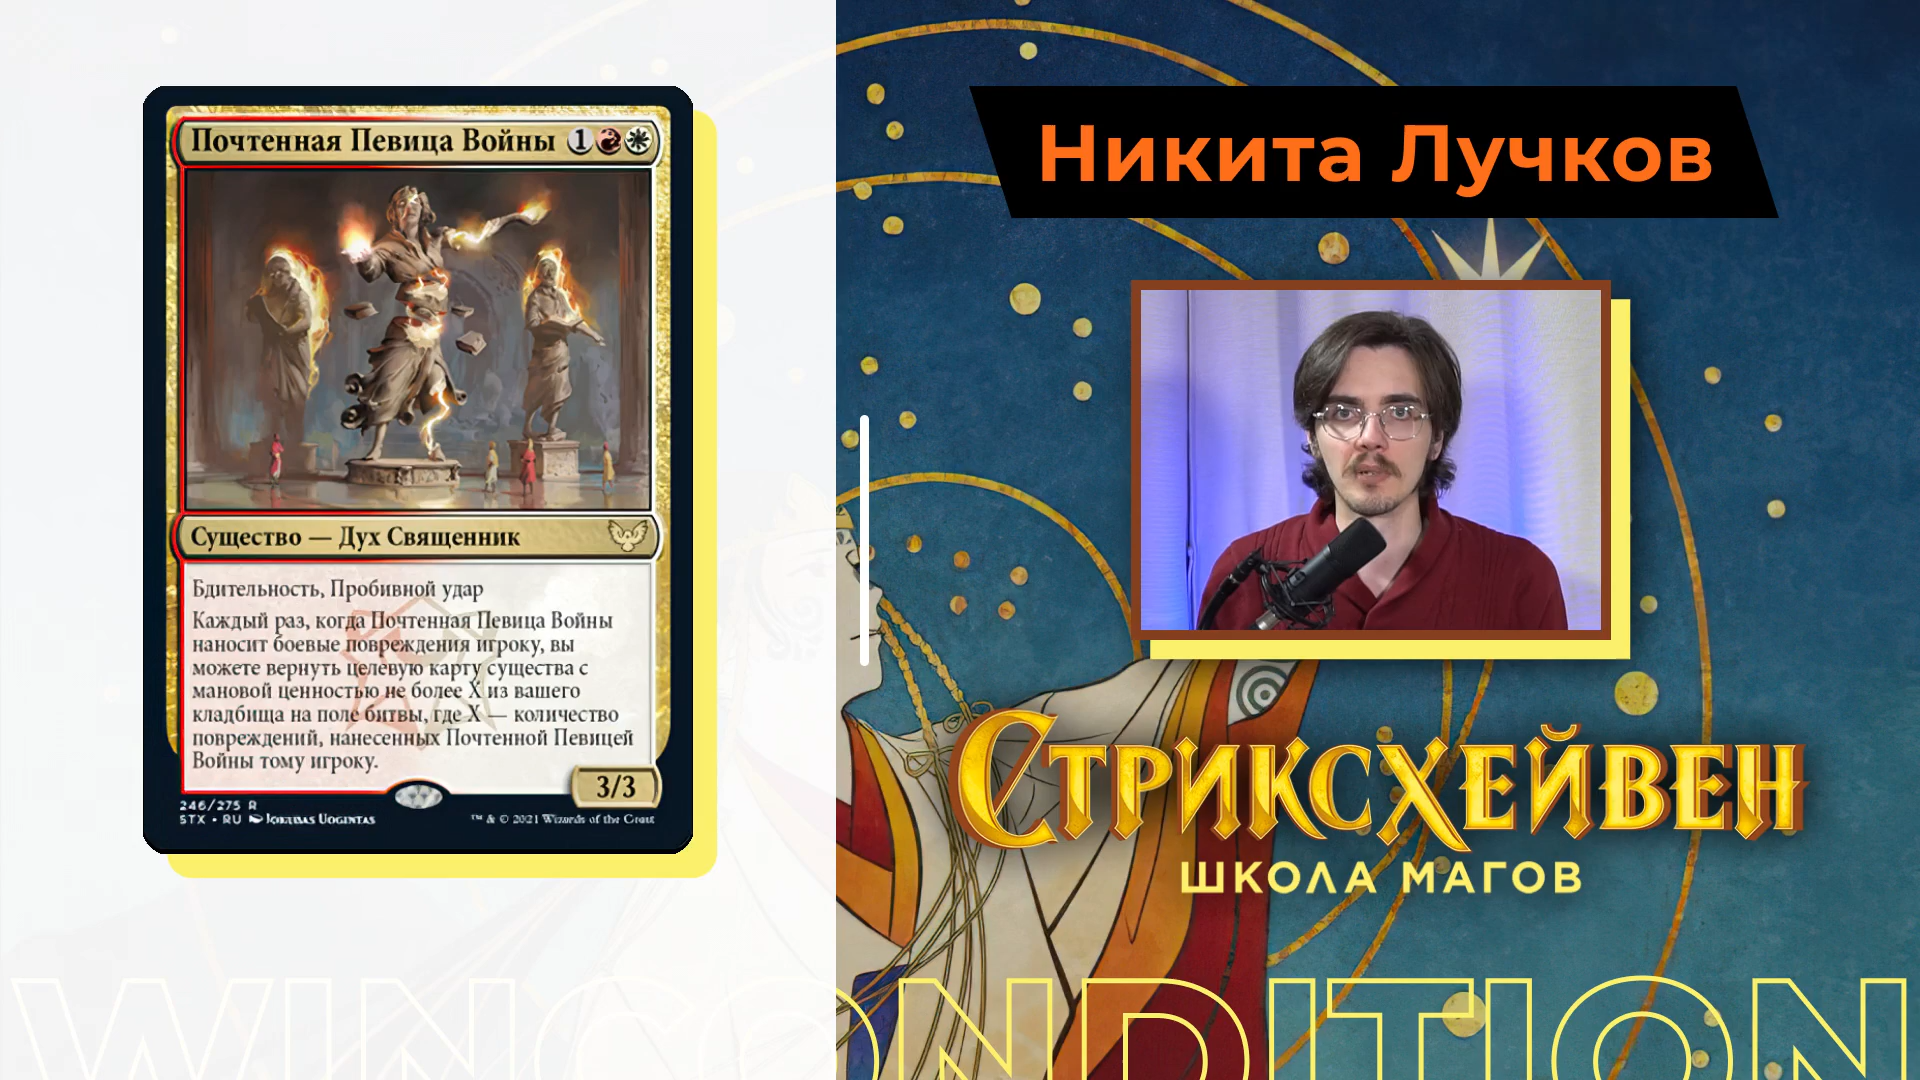 Почтенная Певица Войны 1
Существо — Дух Священник
Бдительность, Пробивной удар
Каждый раз, когда Почтенная Певица Войны
наносит боевые повреждения игроку, вы
можете вернуть целевую карту существа с
мановой ценностью не более X из вашего
кладбища на поле битвы, где X — количество
повреждений, нанесенных Почтенной Певицей
Войны тому игроку.
3/3
246/275 R
STX • RU
™ & © 2021 Wizards of the Coast
Никита Лучков
СТРИКСХЕЙВЕН
ШКОЛА МАГОВ
WINCONDITION